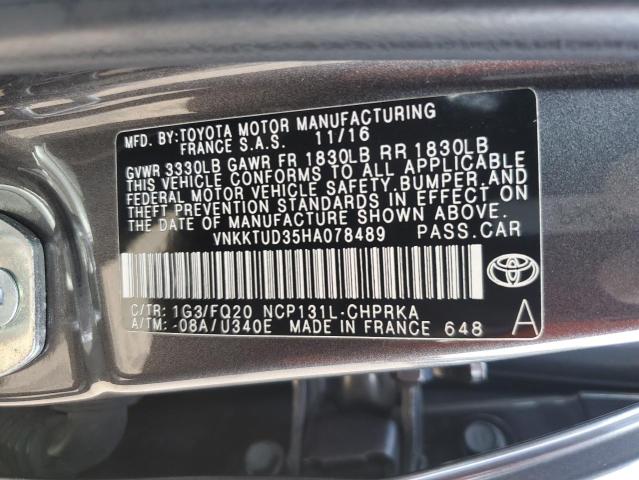 MFD. BY: TOYOTA MOTOR MANUFACTURING
FRANCE S.A.S. 11/16
GVWR 3330LB GAWR FR 1830LB RR 1830LB
THIS VEHICLE CONFORMS TO ALL APPLICABLE
FEDERAL MOTOR VEHICLE SAFETY, BUMPER, AND
THEFT PREVENTION STANDARDS IN EFFECT ON
THE DATE OF MANUFACTURE SHOWN ABOVE.
VNKKTUD35HA078489 PASS.CAR
C/TR: 1G3/FQ20 NCP131L-CHPRKA
A/TM: -08A/U340E MADE IN FRANCE 648
A